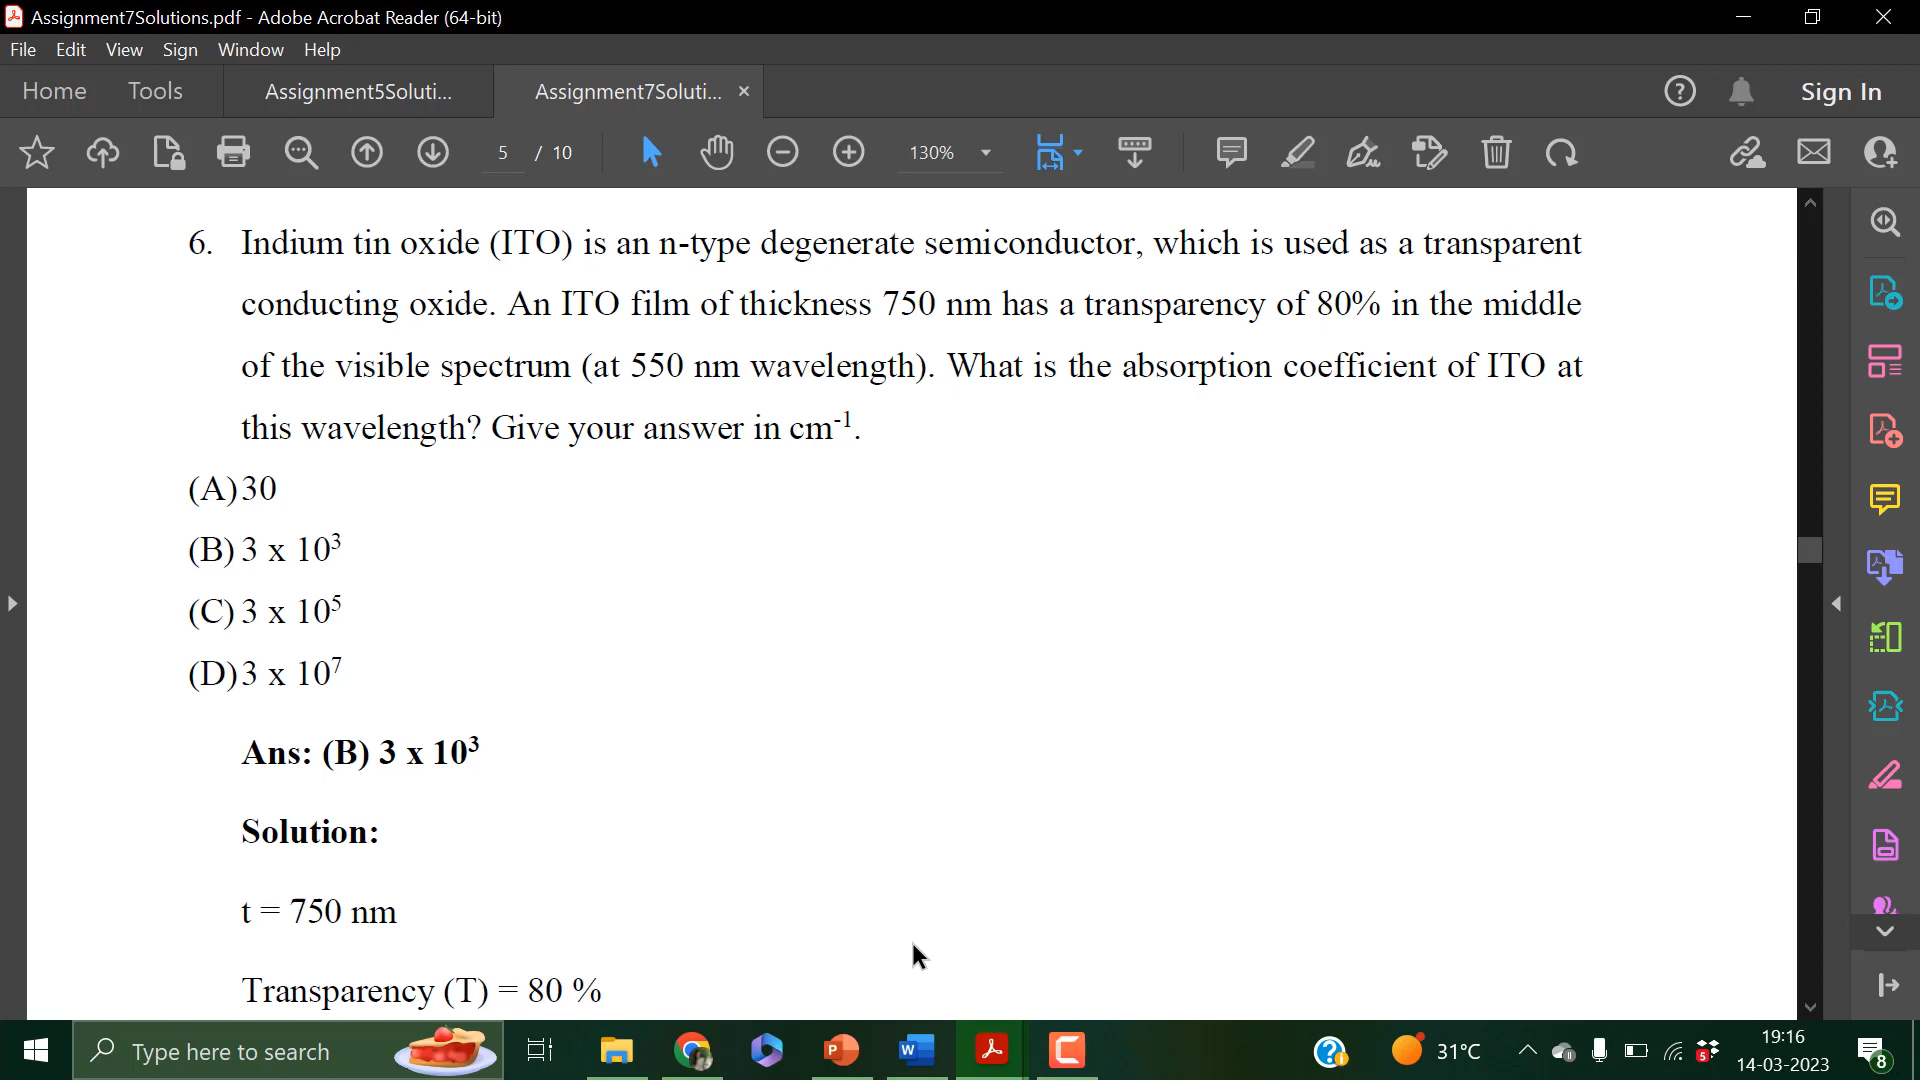 Assignment7Solutions.pdf - Adobe Acrobat Reader (64-bit)
File Edit View Sign Window Help
Home Tools Assignment5Soluti... Assignment7Soluti... × ? Sign In
5 / 10 130%
6. Indium tin oxide (ITO) is an n-type degenerate semiconductor, which is used as a transparent
conducting oxide. An ITO film of thickness 750 nm has a transparency of 80% in the middle
of the visible spectrum (at 550 nm wavelength). What is the absorption coefficient of ITO at
this wavelength? Give your answer in cm⁻¹.
(A) 30
(B) 3 x 10³
(C) 3 x 10⁵
(D) 3 x 10⁷
Ans: (B) 3 x 10³
Solution:
t = 750 nm
Transparency (T) = 80 %
Type here to search
P
W
C
?
31°C
5
19:16
14-03-2023
8